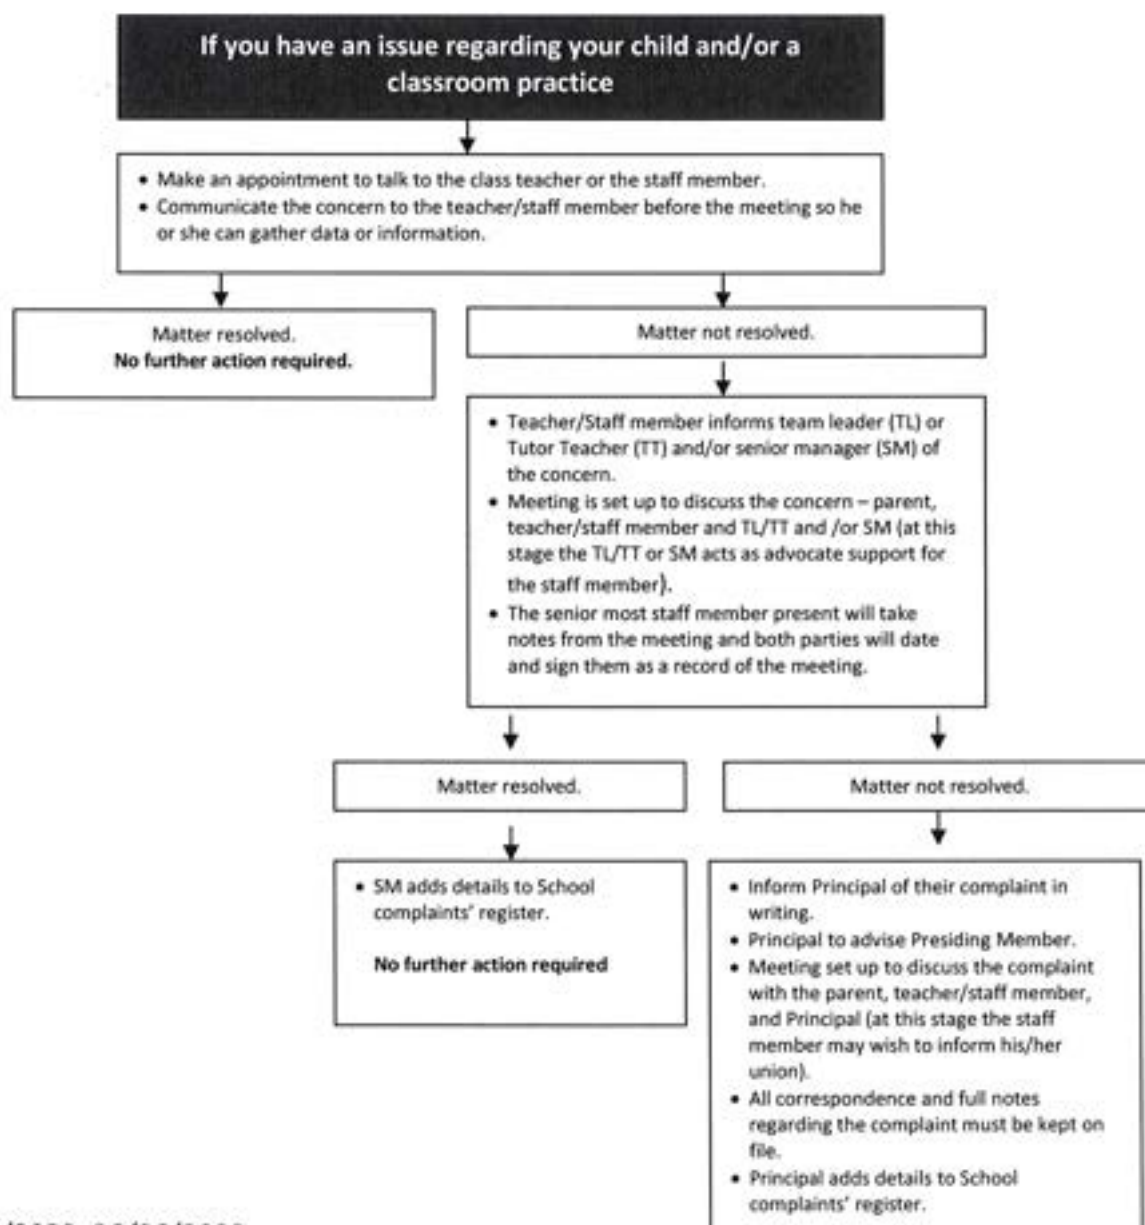 If you have an issue regarding your child and/or a
classroom practice
• Make an appointment to talk to the class teacher or the staff member.
• Communicate the concern to the teacher/staff member before the meeting so he
or she can gather data or information.
Matter resolved.
No further action required.
Matter not resolved.
• Teacher/Staff member informs team leader (TL) or
Tutor Teacher (TT) and/or senior manager (SM) of
the concern.
• Meeting is set up to discuss the concern – parent,
teacher/staff member and TL/TT and /or SM (at this
stage the TL/TT or SM acts as advocate support for
the staff member).
• The senior most staff member present will take
notes from the meeting and both parties will date
and sign them as a record of the meeting.
Matter resolved.
Matter not resolved.
• SM adds details to School
complaints' register.
No further action required
• Inform Principal of their complaint in
writing.
• Principal to advise Presiding Member.
• Meeting set up to discuss the complaint
with the parent, teacher/staff member,
and Principal (at this stage the staff
member may wish to inform his/her
union).
• All correspondence and full notes
regarding the complaint must be kept on
file.
• Principal adds details to School
complaints' register.